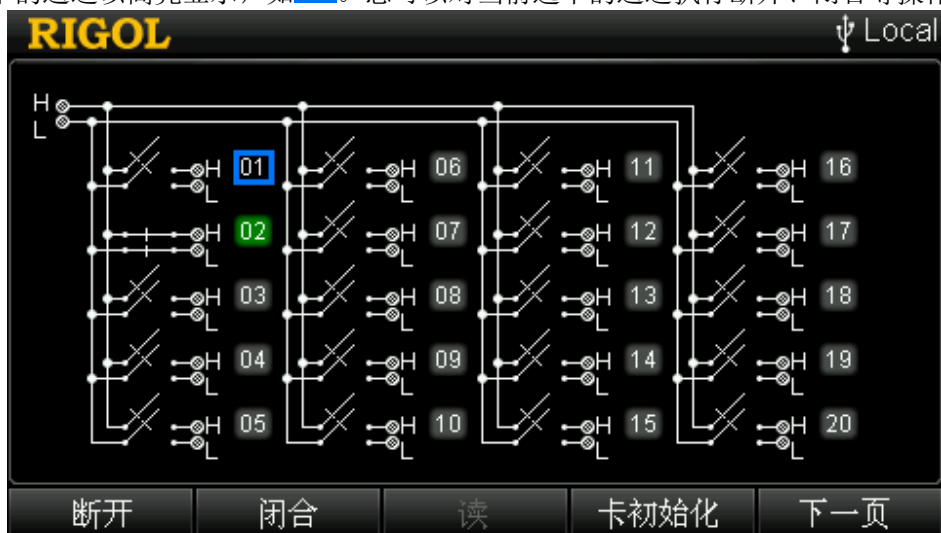 RIGOL Local
H
L
H 01 H 06 H 11 H 16
L L L L
H 02 H 07 H 12 H 17
L L L L
H 03 H 08 H 13 H 18
L L L L
H 04 H 09 H 14 H 19
L L L L
H 05 H 10 H 15 H 20
L L L L
断开 闭合 读 卡初始化 下一页